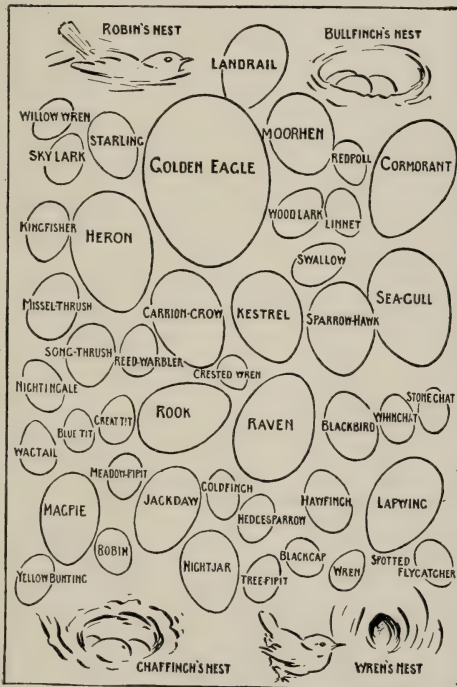 ROBIN'S NEST
BULLFINCH'S NEST
LANDRAIL
WILLOW WREN
STARLING
SKY LARK
GOLDEN EAGLE
MOORHEN
REDPOLL
CORMORANT
KINGFISHER
HERON
WOOD LARK
LINNET
SWALLOW
MISSEL-THRUSH
CARRION-CROW
KESTREL
SPARROW-HAWK
SEA-GULL
SONG-THRUSH
REED-WARBLER
CRESTED WREN
NIGHTINGALE
STONECHAT
WHINCHAT
ROOK
RAVEN
BLACKBIRD
BLUE TIT
GREAT TIT
WAGTAIL
MEADOW-PIPIT
MAGPIE
JACKDAW
GOLDFINCH
HEDGESPARROW
HAWFINCH
LAPWING
ROBIN
NIGHTJAR
BLACKCAP
WREN
SPOTTED
FLYCATCHER
YELLOW BUNTING
TREE-PIPIT
CHAFFINCH'S NEST
WREN'S NEST